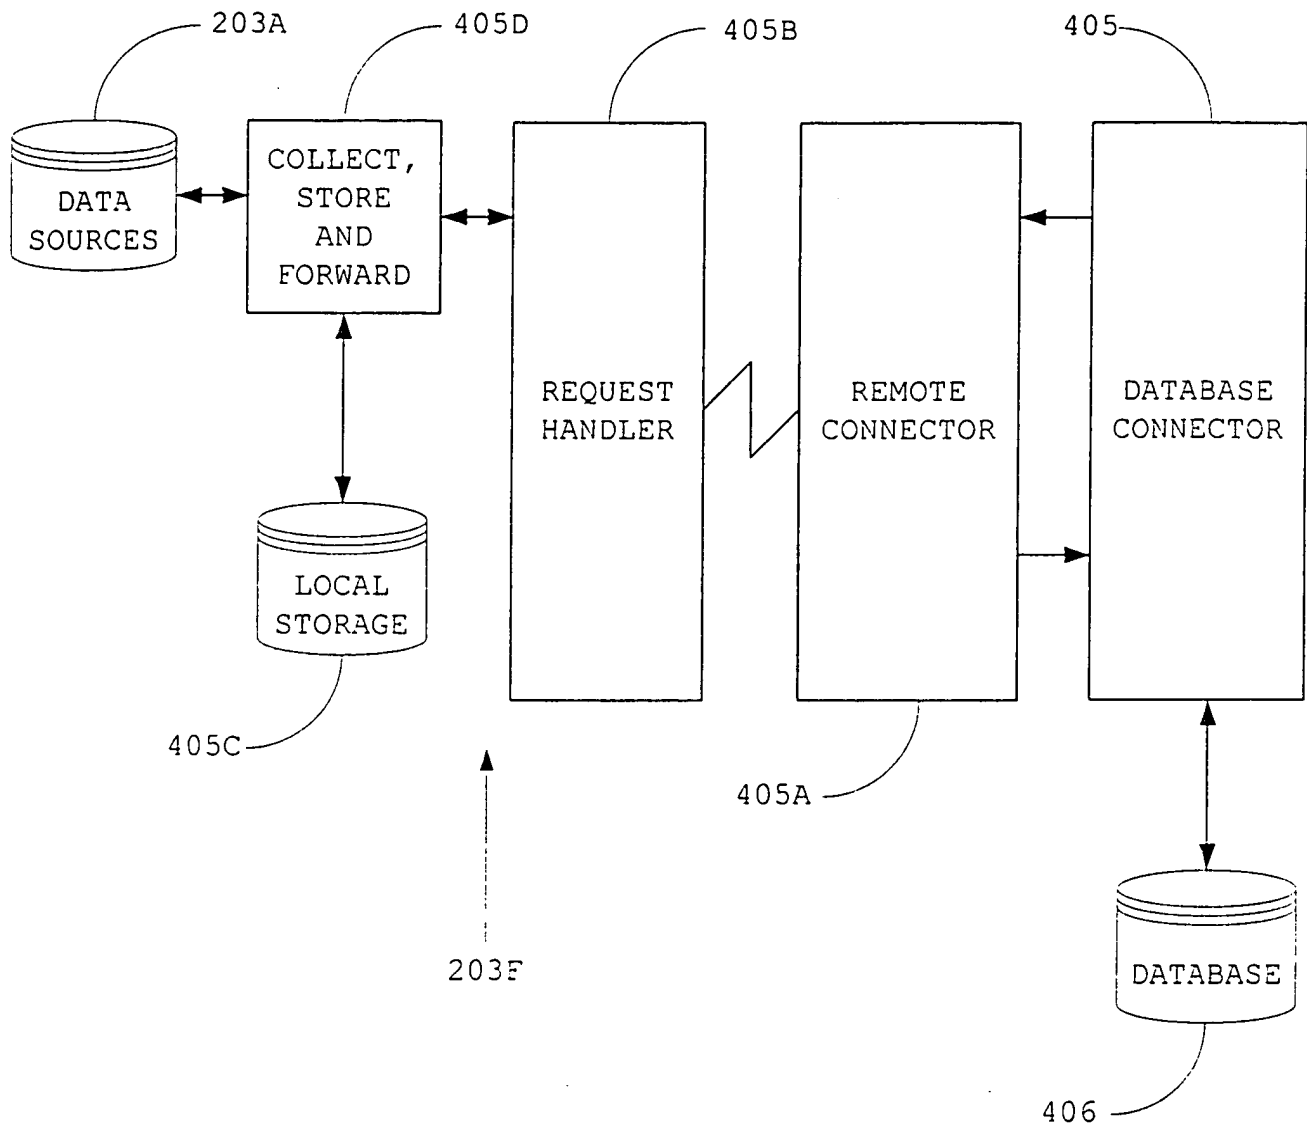 203A
405D
405B
405
DATA
SOURCES
COLLECT,
STORE
AND
FORWARD
REQUEST
HANDLER
REMOTE
CONNECTOR
DATABASE
CONNECTOR
LOCAL
STORAGE
405C
405A
203F
DATABASE
406